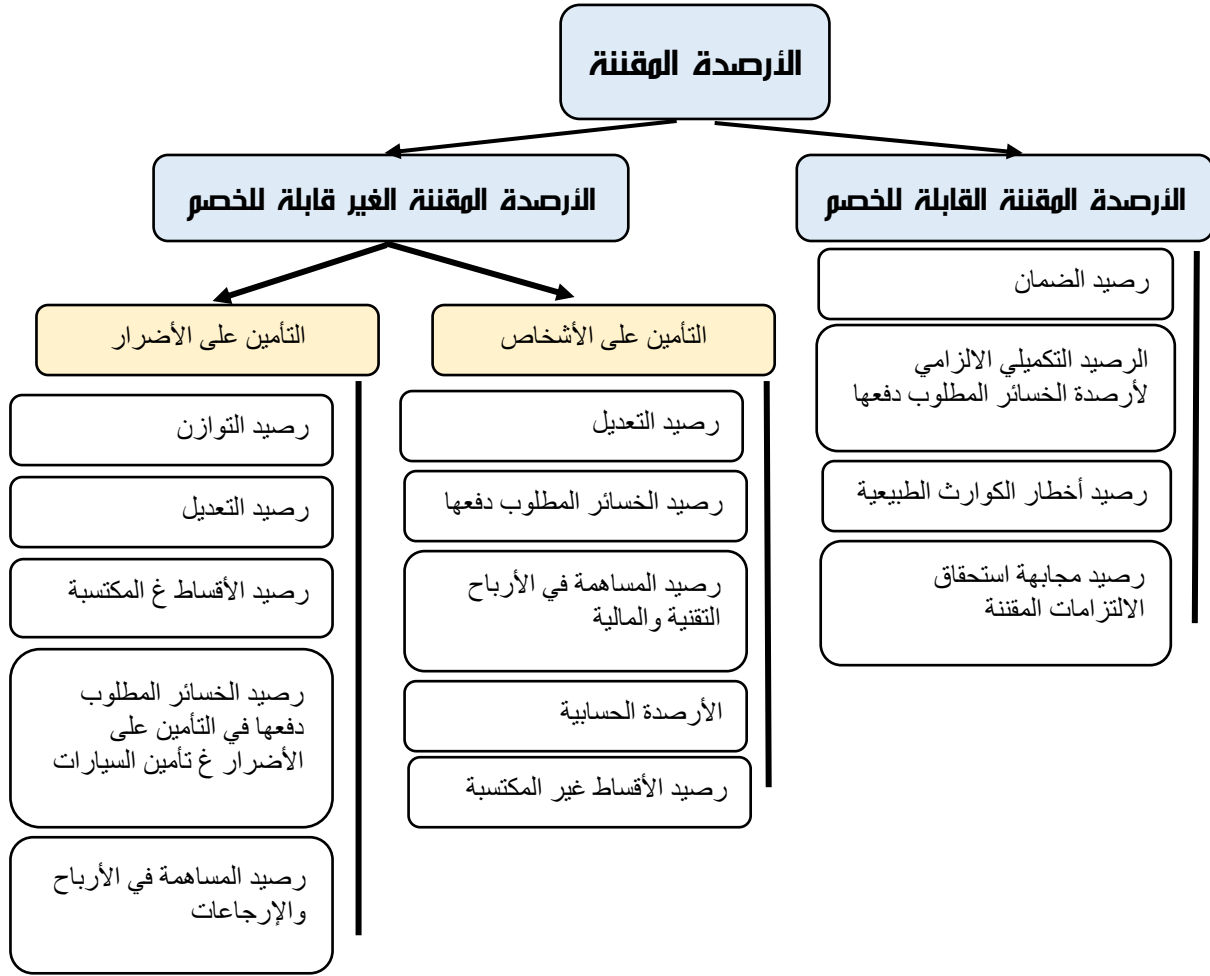 الأرصدة المقننة
الأرصدة المقننة القابلة للخصم
رصيد الضمان
الرصيد التكميلي الالزامي
لأرصدة الخسائر المطلوب دفعها
رصيد أخطار الكوارث الطبيعية
رصيد مجابهة استحقاق
الالتزامات المقننة
الأرصدة المقننة الغير قابلة للخصم
التأمين على الأشخاص
رصيد التعديل
رصيد الخسائر المطلوب دفعها
رصيد المساهمة في الأرباح
التقنية والمالية
الأرصدة الحسابية
رصيد الأقساط غير المكتسبة
التأمين على الأضرار
رصيد التوازن
رصيد التعديل
رصيد الأقساط غ المكتسبة
رصيد الخسائر المطلوب
دفعها في التأمين على
الأضرار غ تأمين السيارات
رصيد المساهمة في الأرباح
والإرجاعات